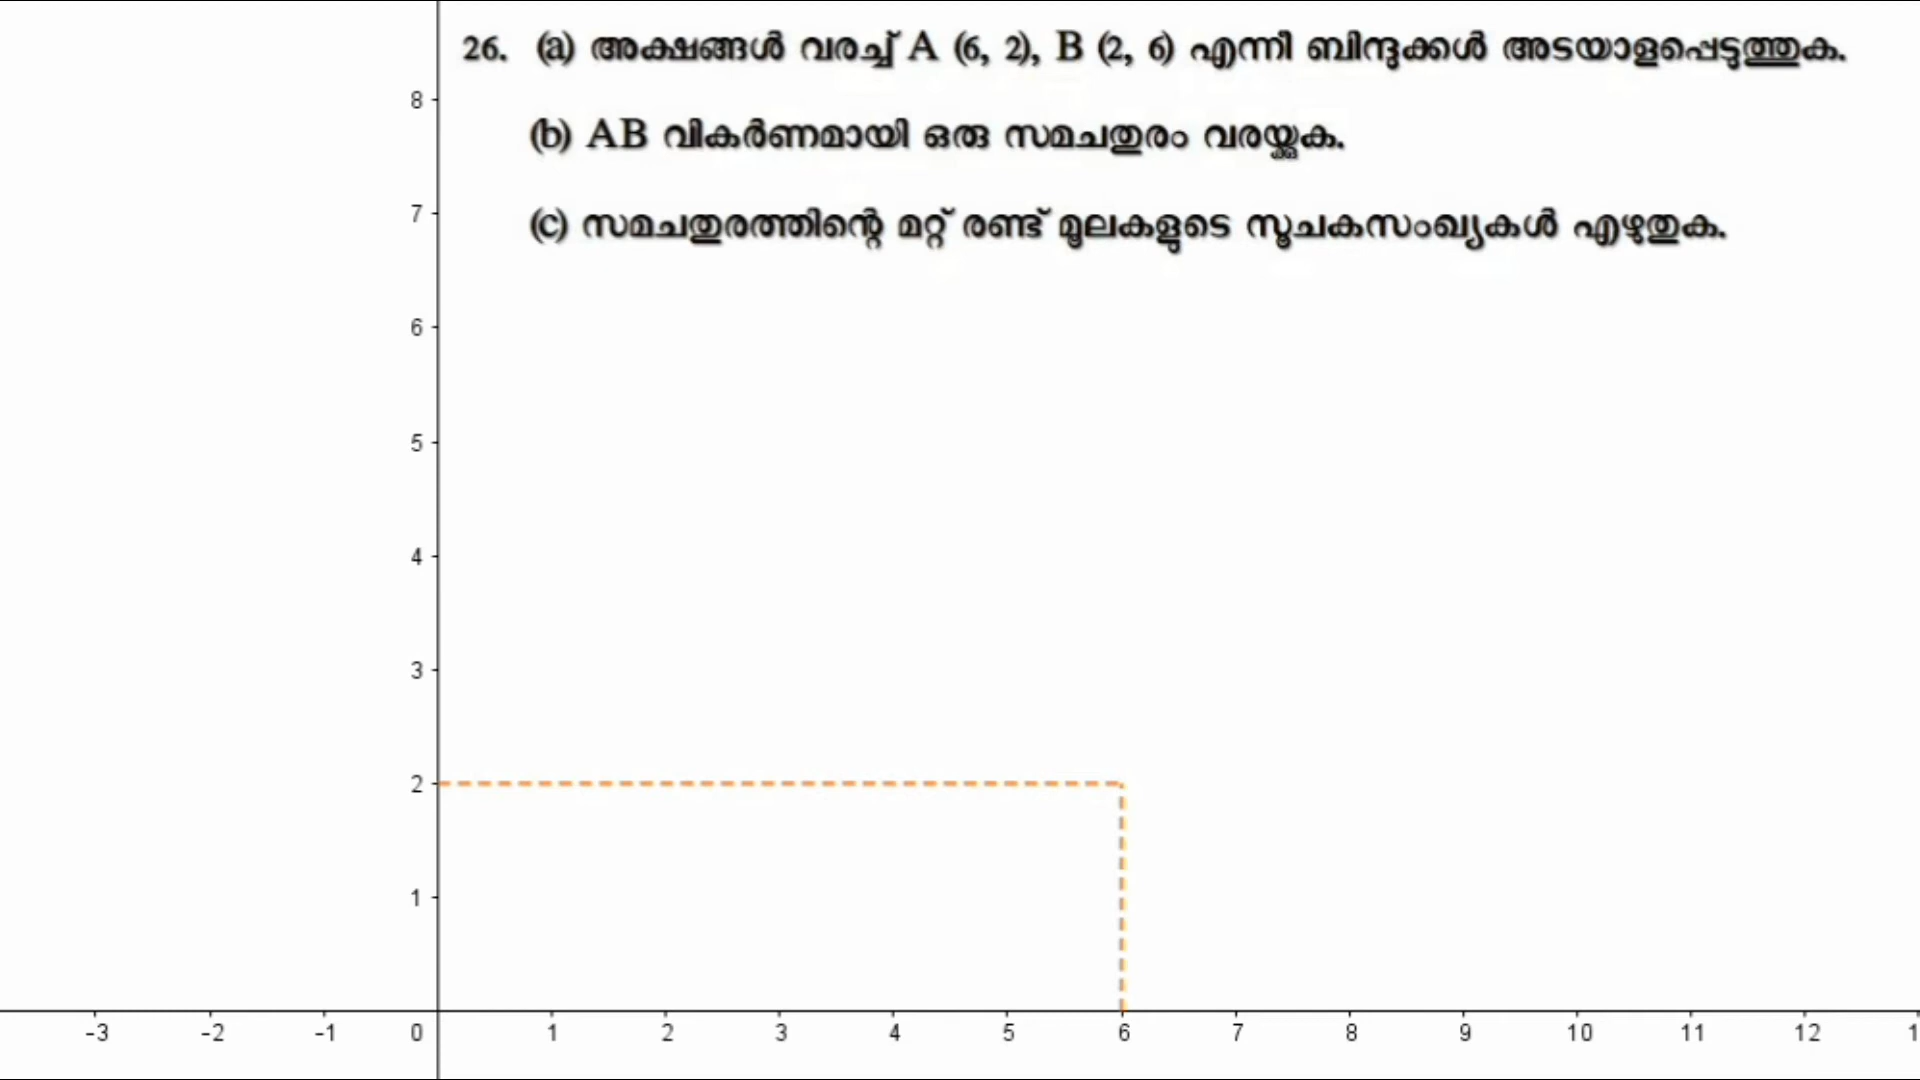 26. (a) അക്ഷങ്ങൾ വരച്ച് A (6, 2), B (2, 6) എന്നീ ബിന്ദുക്കൾ അടയാളപ്പെടുത്തുക.
8
(b) AB വികർണമായി ഒരു സമചതുരം വരയ്ക്കുക.
7
(c) സമചതുരത്തിന്റെ മറ്റ് രണ്ട് മൂലകളുടെ സൂചകസംഖ്യകൾ എഴുതുക.
6
5
4
3
2
1
-3 -2 -1 0 1 2 3 4 5 6 7 8 9 10 11 12 1